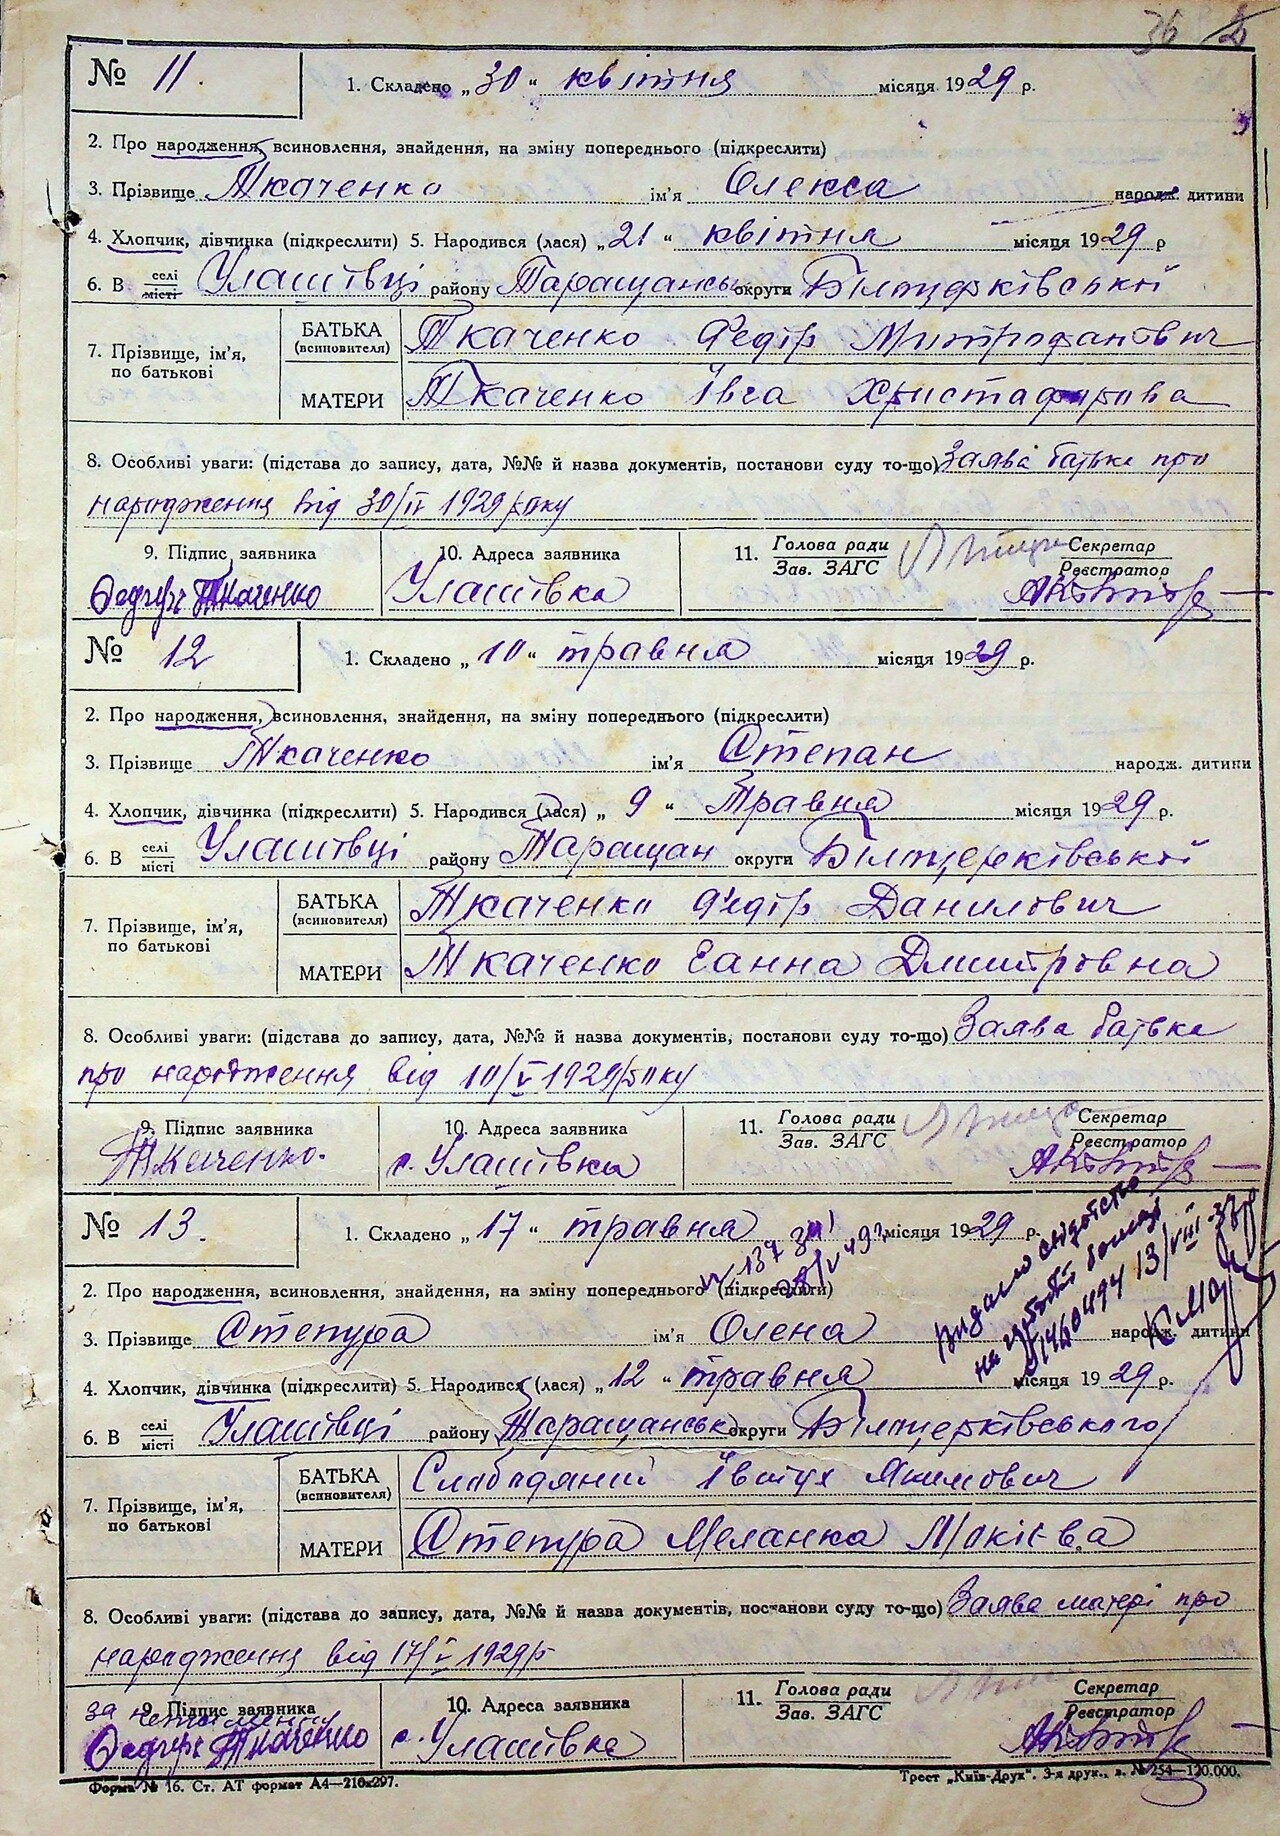 36
№ 11. 1. Складено „30“ квітня місяця 1929 р.
2. Про народження, всиновлення, знайдення, на зміну попереднього (підкреслити)
3. Прізвище Ткаченко ім'я Олекса народж. дитини
4. Хлопчик, дівчинка (підкреслити) 5. Народився (лася) „21“ квітня місяця 1929 р
6. В селі/місті Улашівці району Таращанськ округи Білоцерківської
7. Прізвище, ім'я, по батькові
БАТЬКА (всиновителя) Ткаченко Федір Митрофанович
МАТЕРИ Ткаченко Івга Христафорова
8. Особливі уваги: (підстава до запису, дата, №№ й назва документів, постанови суду то-що) Заява батька про
народження від 30/IV 1929 року
9. Підпис заявника 10. Адреса заявника 11. Голова ради/Зав. ЗАГС Секретар/Реєстратор
Ткаченко Улашівка
№ 12 1. Складено „10“ травня місяця 1929 р.
2. Про народження, всиновлення, знайдення, на зміну попереднього (підкреслити)
3. Прізвище Ткаченко ім'я Степан народж. дитини
4. Хлопчик, дівчинка (підкреслити) 5. Народився (лася) „9“ Травня місяця 1929 р.
6. В селі/місті Улашівці району Таращан округи Білоцерківської
7. Прізвище, ім'я, по батькові
БАТЬКА (всиновителя) Ткаченко Федір Данилович
МАТЕРИ Ткаченко Ганна Дмитровна
8. Особливі уваги: (підстава до запису, дата, №№ й назва документів, постанови суду то-що) Заява батька
про народження від 10/V 1929 року
9. Підпис заявника 10. Адреса заявника 11. Голова ради/Зав. ЗАГС Секретар/Реєстратор
Ткаченко. с. Улашівка
№ 13. 1. Складено „17“ травня місяця 1929 р.
2. Про народження, всиновлення, знайдення, на зміну попереднього (підкреслити)
3. Прізвище Степура ім'я Олена народж. дитини
4. Хлопчик, дівчинка (підкреслити) 5. Народився (лася) „12“ травня місяця 1929 р.
6. В селі/місті Улашівці району Таращанськ округи Білоцерківського
7. Прізвище, ім'я, по батькові
БАТЬКА (всиновителя) Слободяний Івтух Якимович
МАТЕРИ Степура Меланка Мокієва
8. Особливі уваги: (підстава до запису, дата, №№ й назва документів, постанови суду то-що) Заява матері про
народження від 17/V 1929 р
9. Підпис заявника 10. Адреса заявника 11. Голова ради/Зав. ЗАГС Секретар/Реєстратор
Ткаченко с. Улашівка
Форма № 16. Ст. АТ формат А4—210х297. Трест „Київ-Друк“. 3-я друк., з. № 254—120.000.